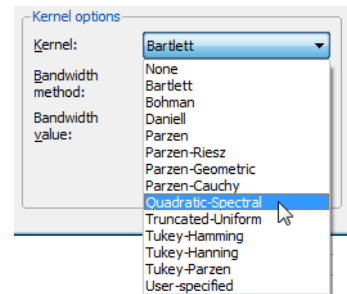 Kernel options
Kernel: Bartlett
Bandwidth
method:
Bandwidth
value:
None
Bartlett
Bohman
Daniell
Parzen
Parzen-Riesz
Parzen-Geometric
Parzen-Cauchy
Quadratic-Spectral
Truncated-Uniform
Tukey-Hamming
Tukey-Hanning
Tukey-Parzen
User-specified